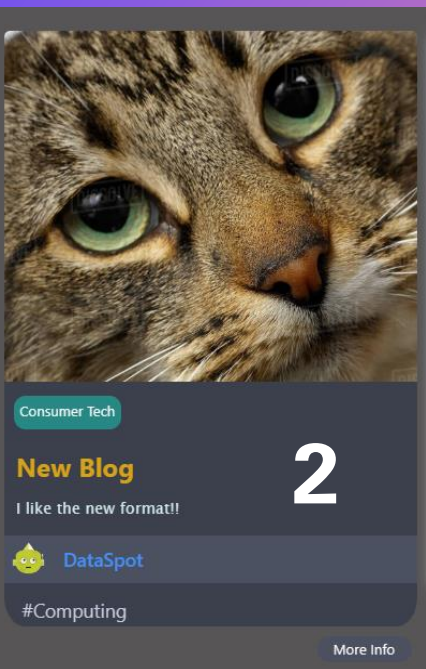 Consumer Tech
New Blog
2
I like the new format!!
DataSpot
#Computing
More Info